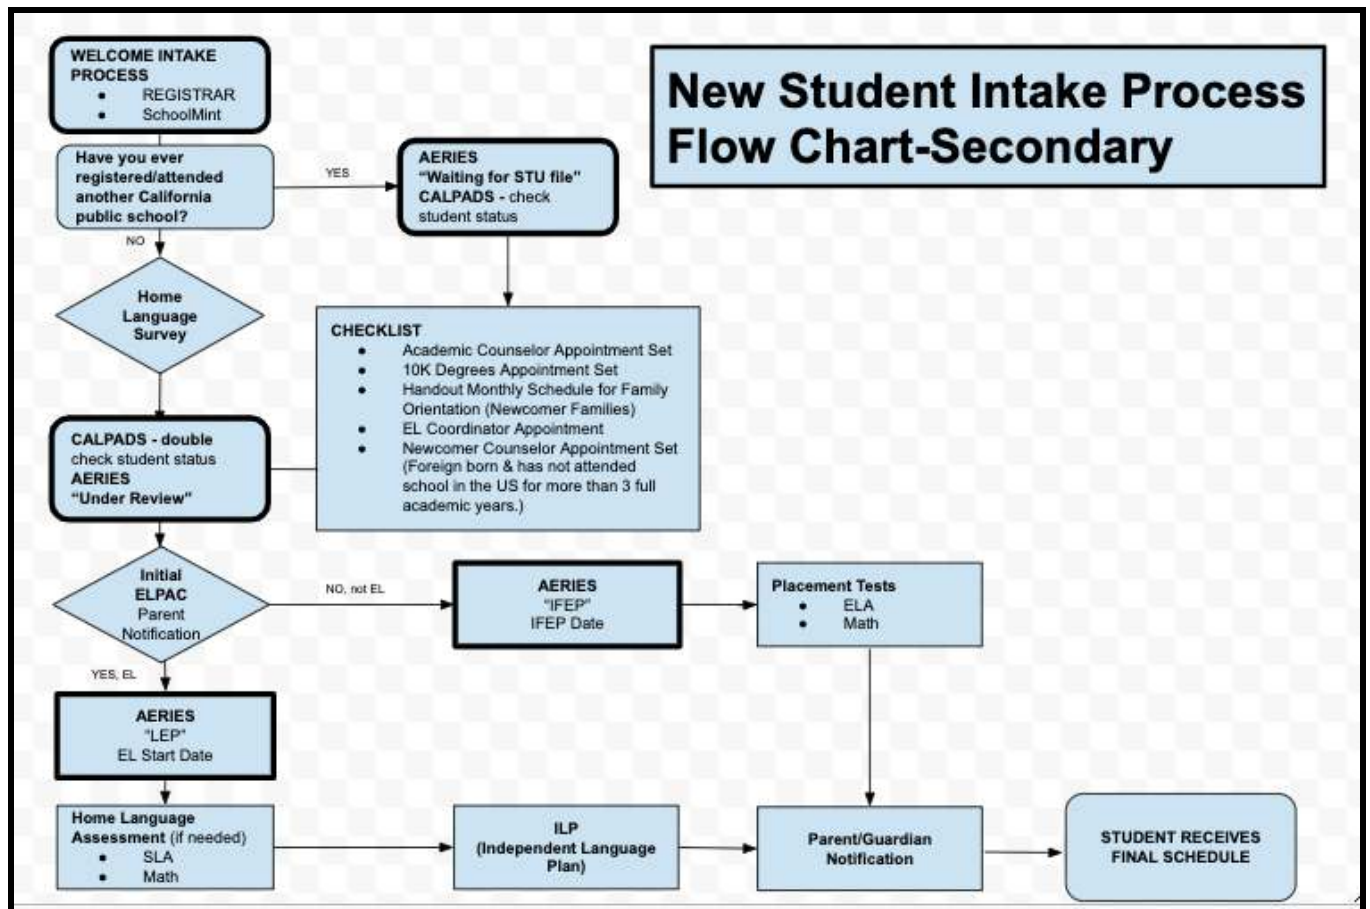 New Student Intake Process
Flow Chart-Secondary
WELCOME INTAKE
PROCESS
● REGISTRAR
● SchoolMint
Have you ever
registered/attended
another California
public school?
YES
AERIES
“Waiting for STU file”
CALPADS - check
student status
NO
Home
Language
Survey
CHECKLIST
● Academic Counselor Appointment Set
● 10K Degrees Appointment Set
● Handout Monthly Schedule for Family
Orientation (Newcomer Families)
● EL Coordinator Appointment
● Newcomer Counselor Appointment Set
(Foreign born & has not attended
school in the US for more than 3 full
academic years.)
CALPADS - double
check student status
AERIES
“Under Review”
Initial
ELPAC
Parent
Notification
NO, not EL
AERIES
“IFEP”
IFEP Date
Placement Tests
● ELA
● Math
YES, EL
AERIES
“LEP”
EL Start Date
Home Language
Assessment (if needed)
● SLA
● Math
ILP
(Independent Language
Plan)
Parent/Guardian
Notification
STUDENT RECEIVES
FINAL SCHEDULE